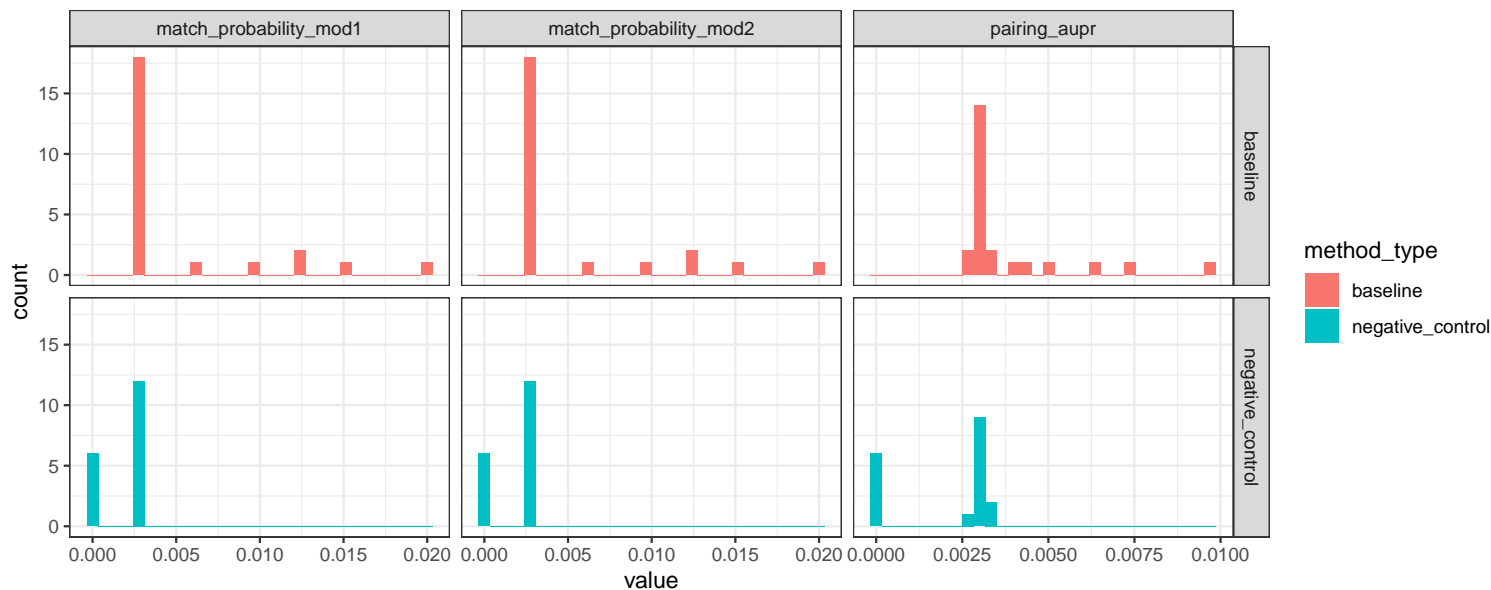 match_probability_mod1 match_probability_mod2 pairing_aupr
15
10
5
0
baseline
15
10
5
0
negative_control
count
0.000 0.005 0.010 0.015 0.020 0.000 0.005 0.010 0.015 0.020 0.0000 0.0025 0.0050 0.0075 0.0100
value
method_type
baseline
negative_control